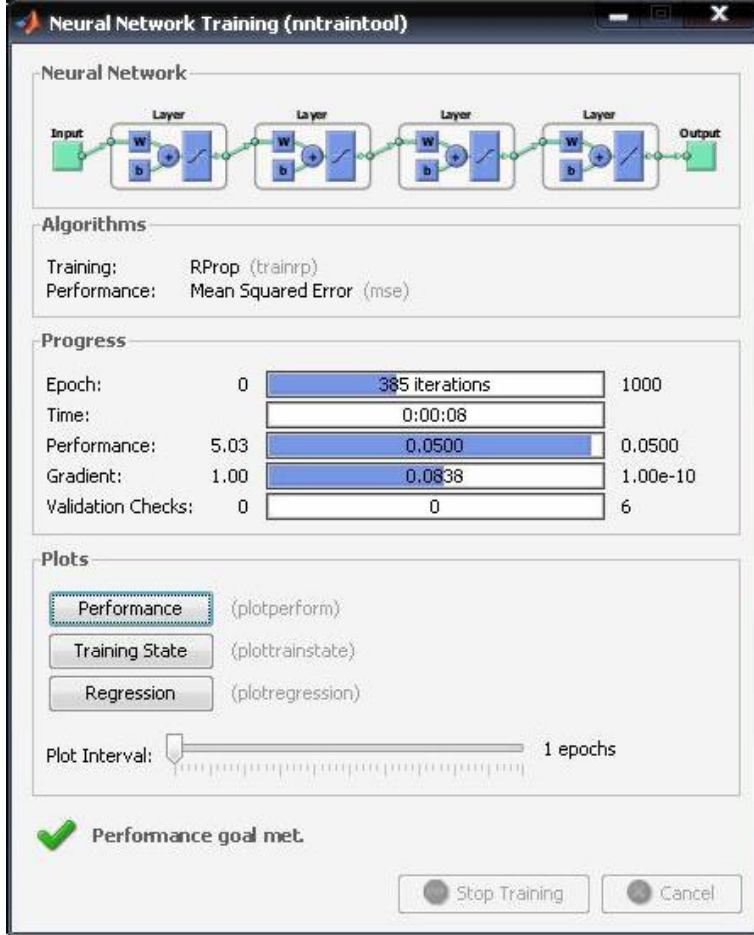 Neural Network Training (nntraintool)
Neural Network
Layer Layer Layer Layer
Input Output
W W W W
+ + + +
b b b b
Algorithms
Training: RProp (trainrp)
Performance: Mean Squared Error (mse)
Progress
Epoch: 0 385 iterations 1000
Time: 0:00:08
Performance: 5.03 0.0500 0.0500
Gradient: 1.00 0.0838 1.00e-10
Validation Checks: 0 0 6
Plots
Performance (plotperform)
Training State (plottrainstate)
Regression (plotregression)
Plot Interval: 1 epochs
Performance goal met.
Stop Training Cancel